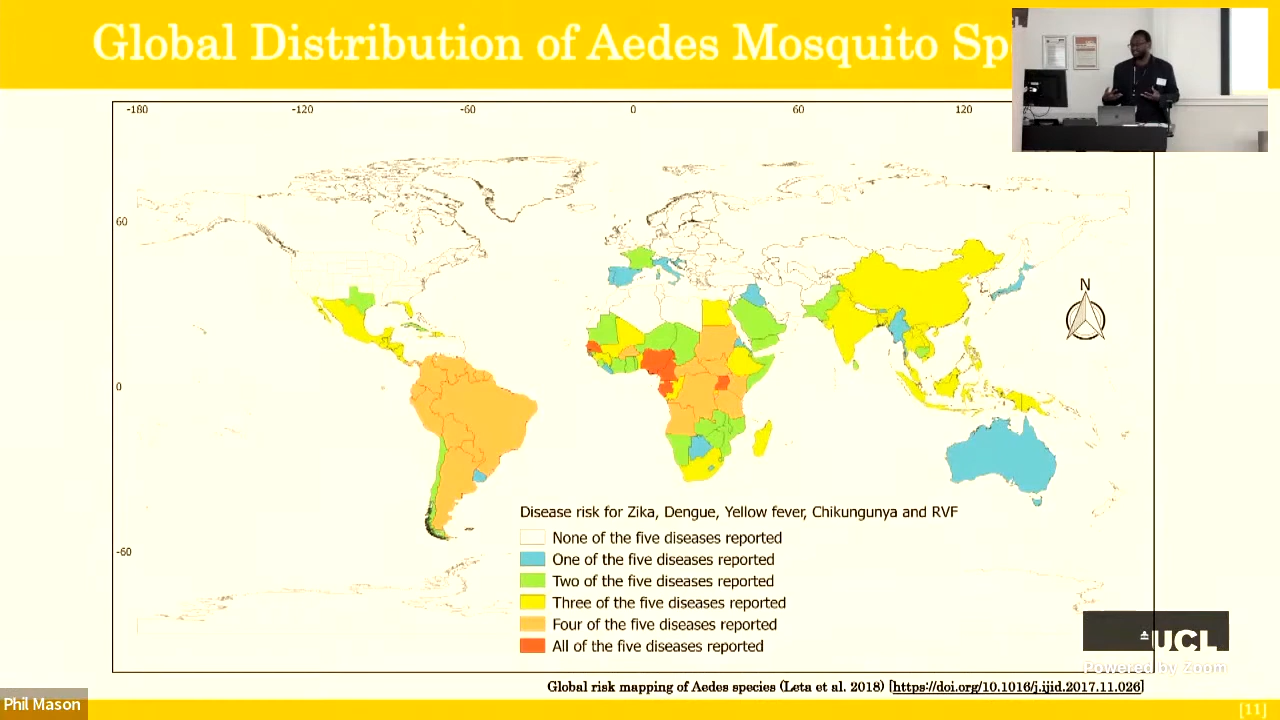 Global Distribution of Aedes Mosquito Sp
-180 -120 -60 0 60 120
60
0
-60
N
Disease risk for Zika, Dengue, Yellow fever, Chikungunya and RVF
None of the five diseases reported
One of the five diseases reported
Two of the five diseases reported
Three of the five diseases reported
Four of the five diseases reported
All of the five diseases reported
UCL
Powered by Zoom
Global risk mapping of Aedes species (Leta et al. 2018) [https://doi.org/10.1016/j.ijid.2017.11.026]
Phil Mason
[11]